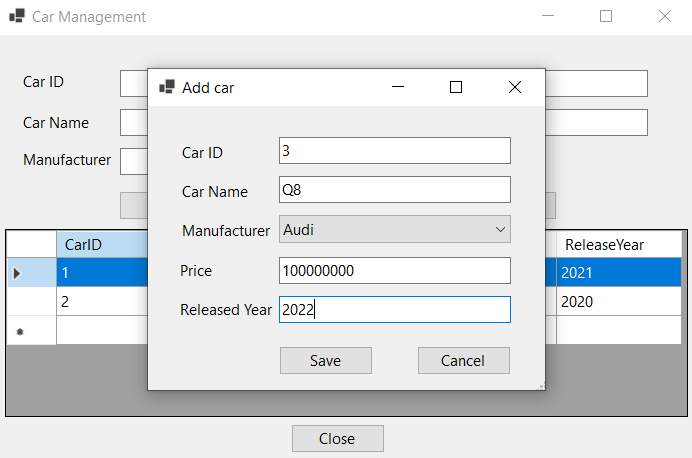 Car Management
Add car
Car ID
Car Name
Manufacturer
Car ID 3
Car Name Q8
Manufacturer Audi
Price 100000000
Released Year 2022
Save Cancel
CarID ReleaseYear
1 2021
2 2020
Close